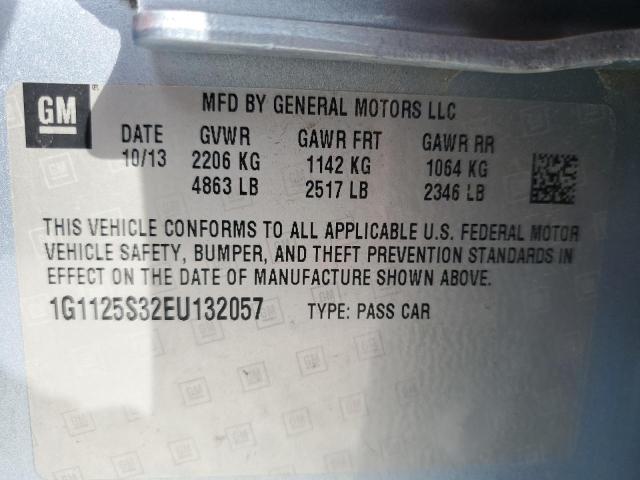 GM
MFD BY GENERAL MOTORS LLC
DATE GVWR GAWR FRT GAWR RR
10/13 2206 KG 1142 KG 1064 KG
4863 LB 2517 LB 2346 LB
THIS VEHICLE CONFORMS TO ALL APPLICABLE U.S. FEDERAL MOTOR
VEHICLE SAFETY, BUMPER, AND THEFT PREVENTION STANDARDS IN
EFFECT ON THE DATE OF MANUFACTURE SHOWN ABOVE.
1G1125S32EU132057 TYPE: PASS CAR